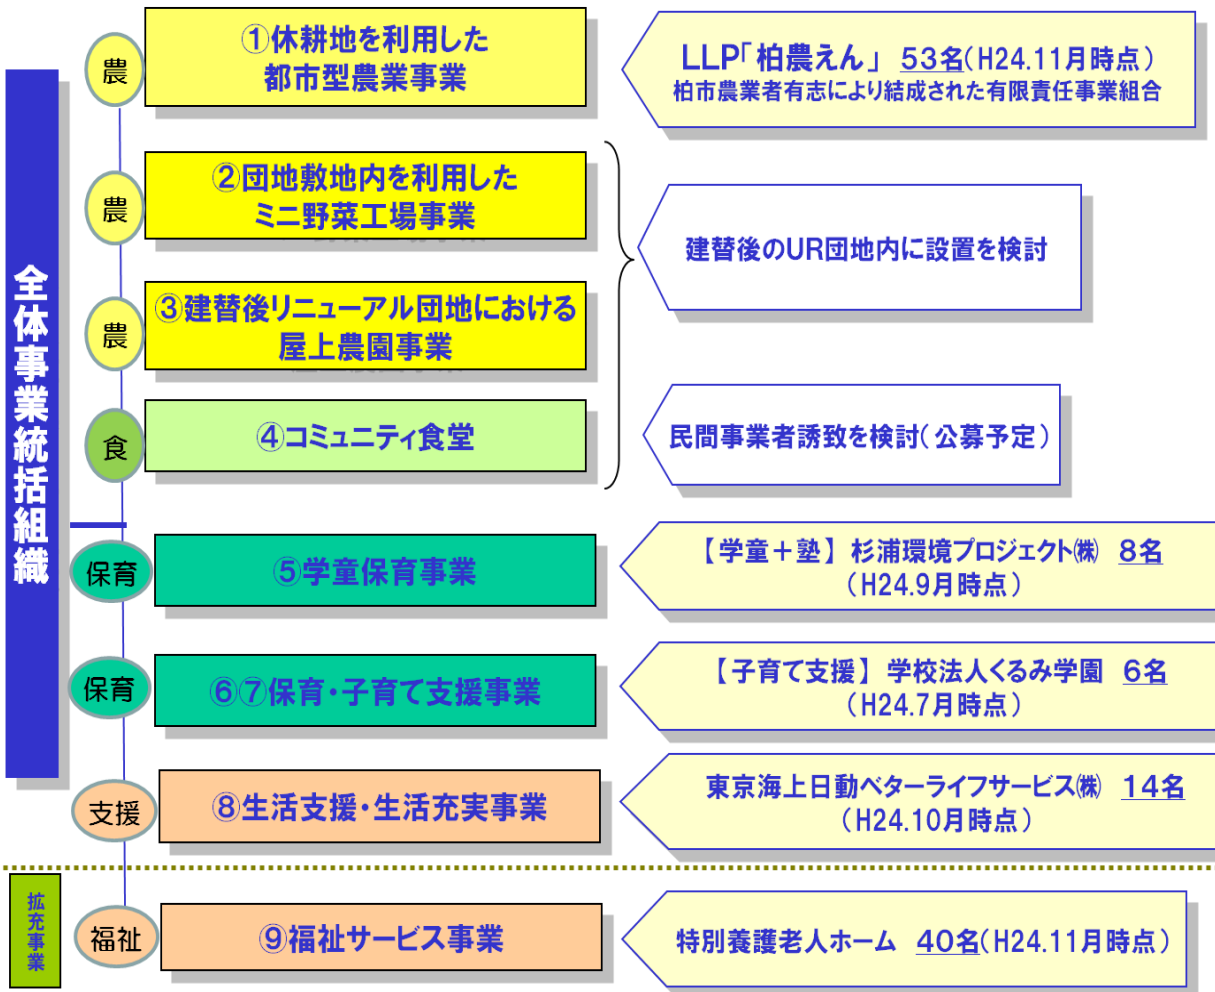 全体事業統括組織
農
①休耕地を利用した
都市型農業事業
LLP「柏農えん」 53名(H24.11月時点)
柏市農業者有志により結成された有限責任事業組合
農
②団地敷地内を利用した
ミニ野菜工場事業
建替後のUR団地内に設置を検討
農
③建替後リニューアル団地における
屋上農園事業
食
④コミュニティ食堂
民間事業者誘致を検討(公募予定)
保育
⑤学童保育事業
【学童+塾】杉浦環境プロジェクト㈱ 8名
(H24.9月時点)
保育
⑥⑦保育・子育て支援事業
【子育て支援】学校法人くるみ学園 6名
(H24.7月時点)
支援
⑧生活支援・生活充実事業
東京海上日動ベターライフサービス㈱ 14名
(H24.10月時点)
拡充事業
福祉
⑨福祉サービス事業
特別養護老人ホーム 40名(H24.11月時点)